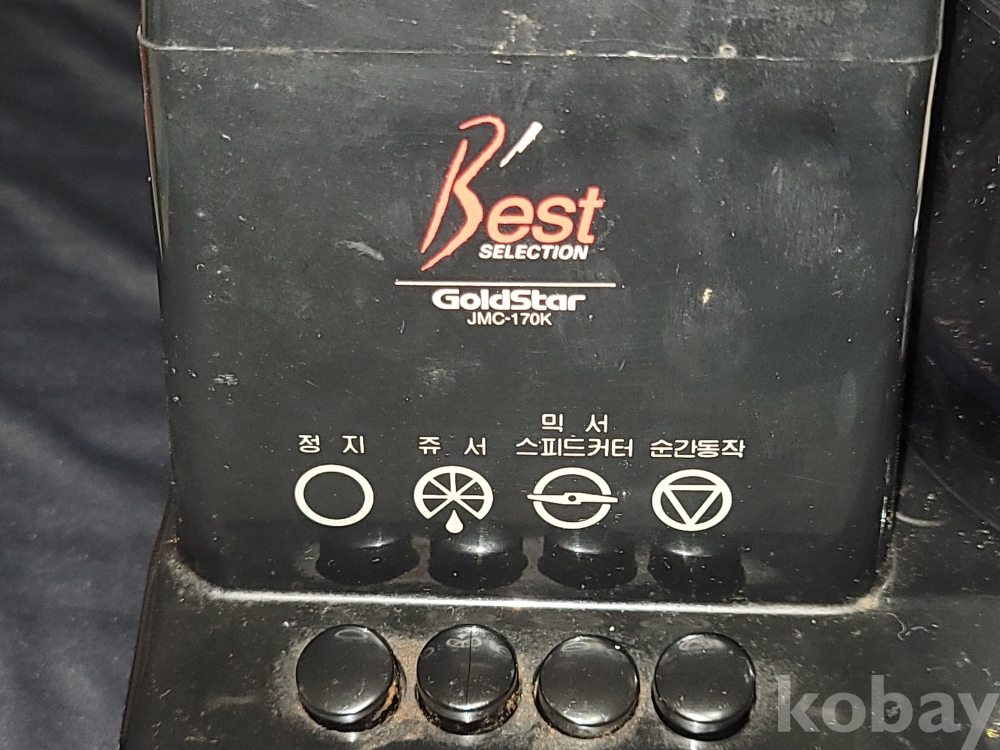 B'est
SELECTION
GoldStar
JMC-170K
믹 서
정 지 쥬 서 스피드커터 순간동작
kobay